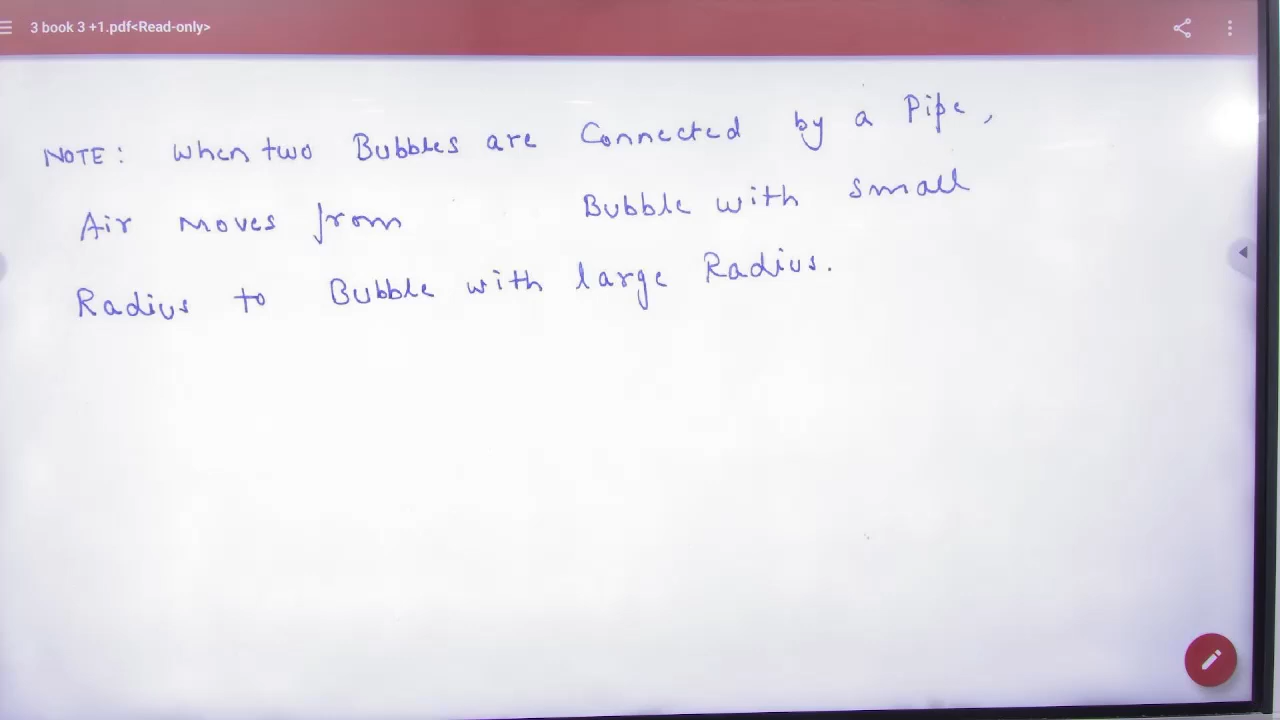 3 book 3 +1.pdf<Read-only>
NOTE: When two Bubbles are Connected by a Pipe,
Air moves from Bubble with small
Radius to Bubble with large Radius.